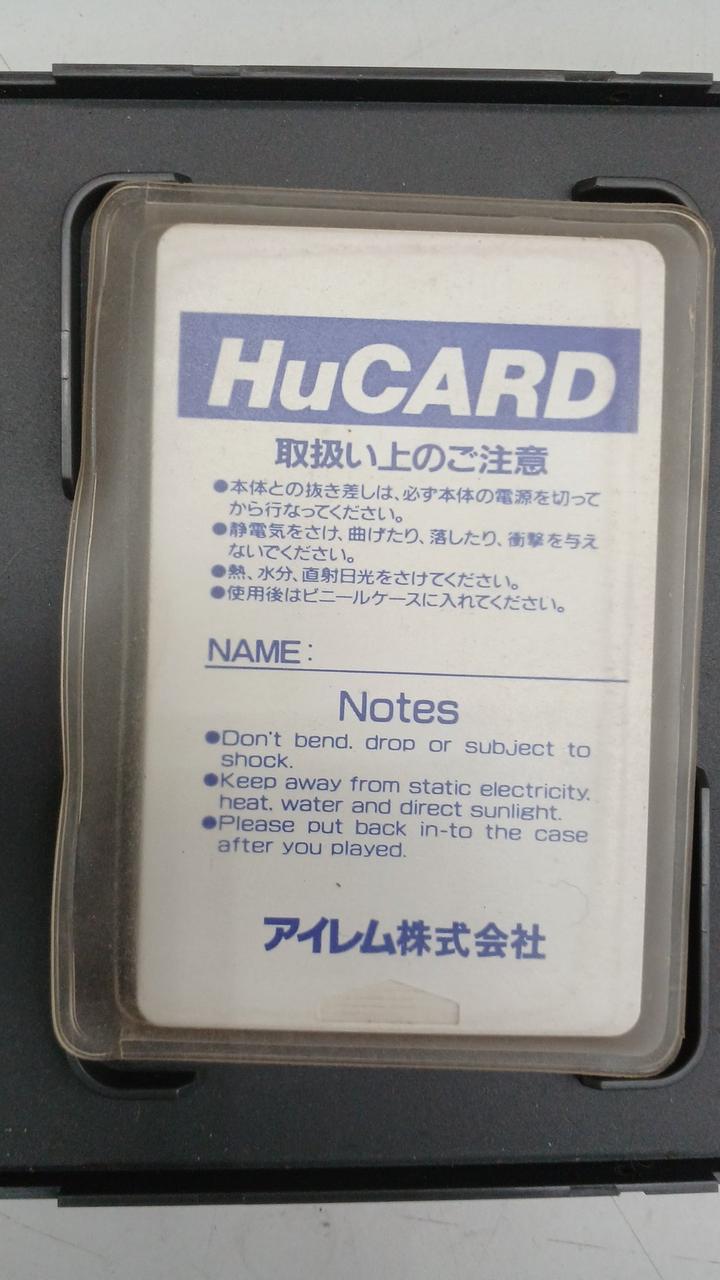 HuCARD
取扱い上のご注意
●本体との抜き差しは、必ず本体の電源を切って
から行なってください。
●静電気をさけ、曲げたり、落したり、衝撃を与え
ないでください。
●熱、水分、直射日光をさけてください。
●使用後はビニールケースに入れてください。
NAME:
Notes
●Don't bend. drop or subject to
shock.
●Keep away from static electricity.
heat. water and direct sunlight.
●Please put back in-to the case
after you played.
アイレム株式会社